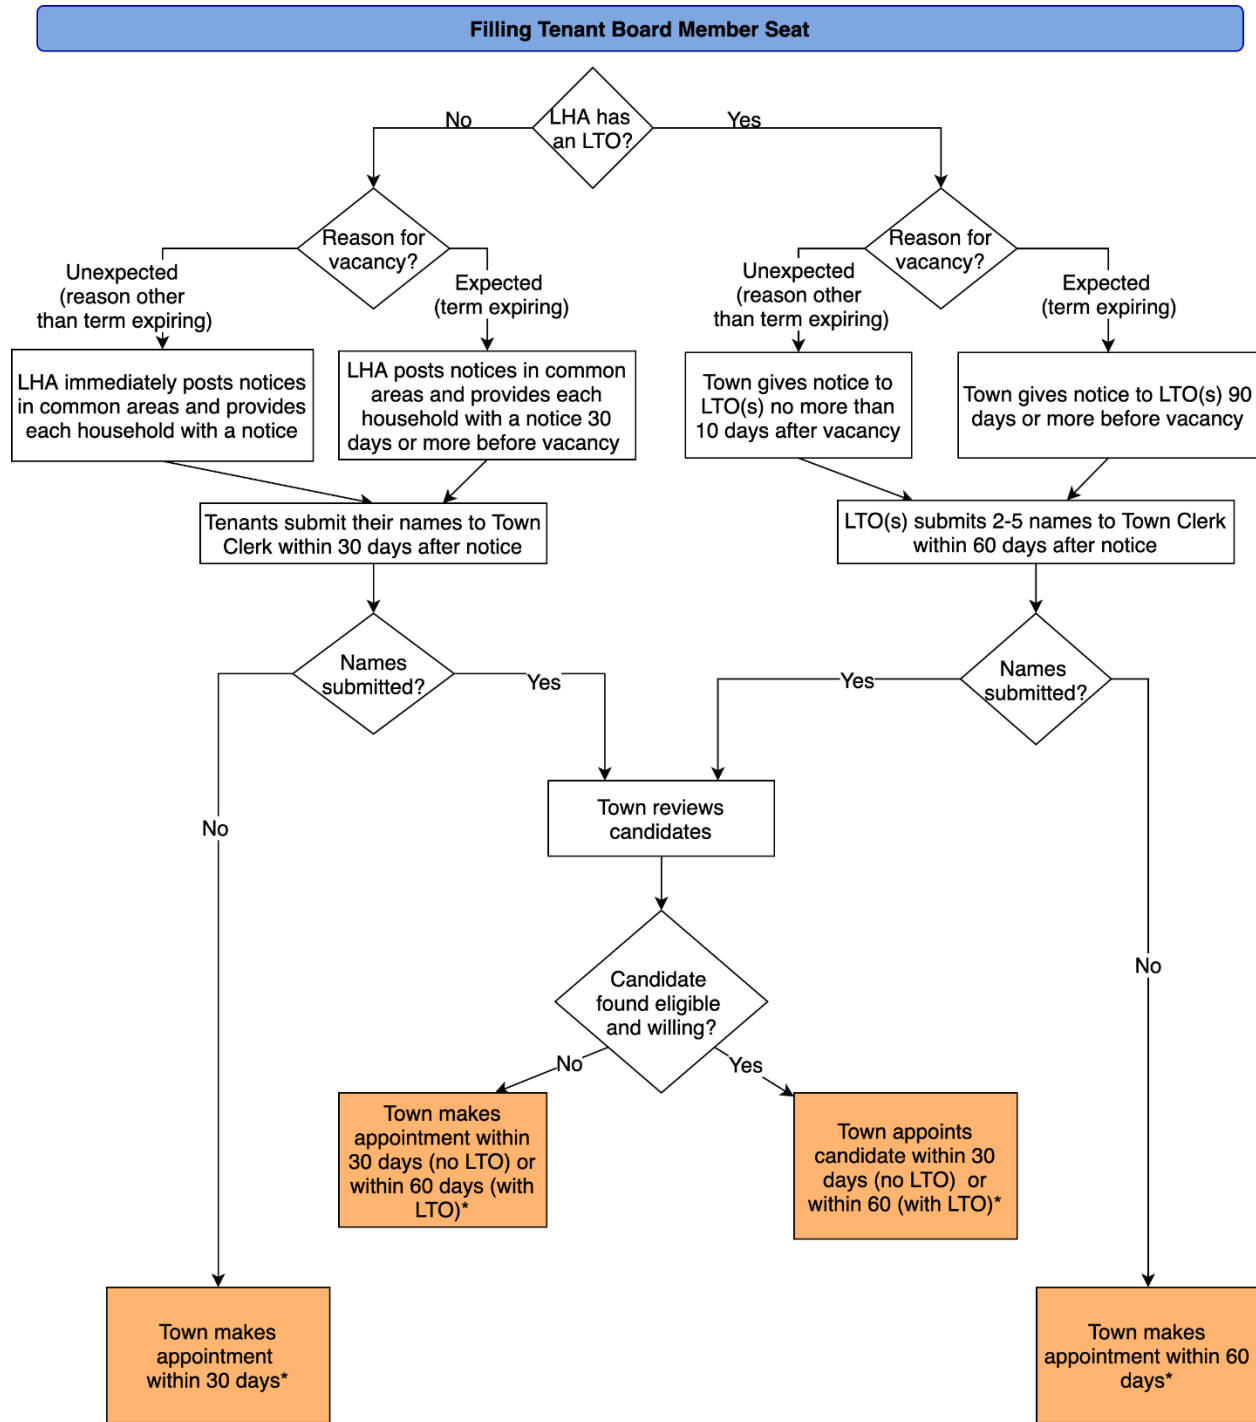 Filling Tenant Board Member Seat
LHA has
an LTO?
No
Yes
Reason for
vacancy?
Reason for
vacancy?
Unexpected
(reason other
than term expiring)
Expected
(term expiring)
Unexpected
(reason other
than term expiring)
Expected
(term expiring)
LHA immediately posts notices
in common areas and provides
each household with a notice
LHA posts notices in common
areas and provides each
household with a notice 30
days or more before vacancy
Town gives notice to
LTO(s) no more than
10 days after vacancy
Town gives notice to LTO(s) 90
days or more before vacancy
Tenants submit their names to Town
Clerk within 30 days after notice
LTO(s) submits 2-5 names to Town Clerk
within 60 days after notice
Names
submitted?
Names
submitted?
Yes
Yes
No
No
Town reviews
candidates
Candidate
found eligible
and willing?
No
Yes
Town makes
appointment within
30 days (no LTO) or
within 60 days (with
LTO)*
Town appoints
candidate within 30
days (no LTO) or
within 60 (with LTO)*
Town makes
appointment
within 30 days*
Town makes
appointment within 60
days*